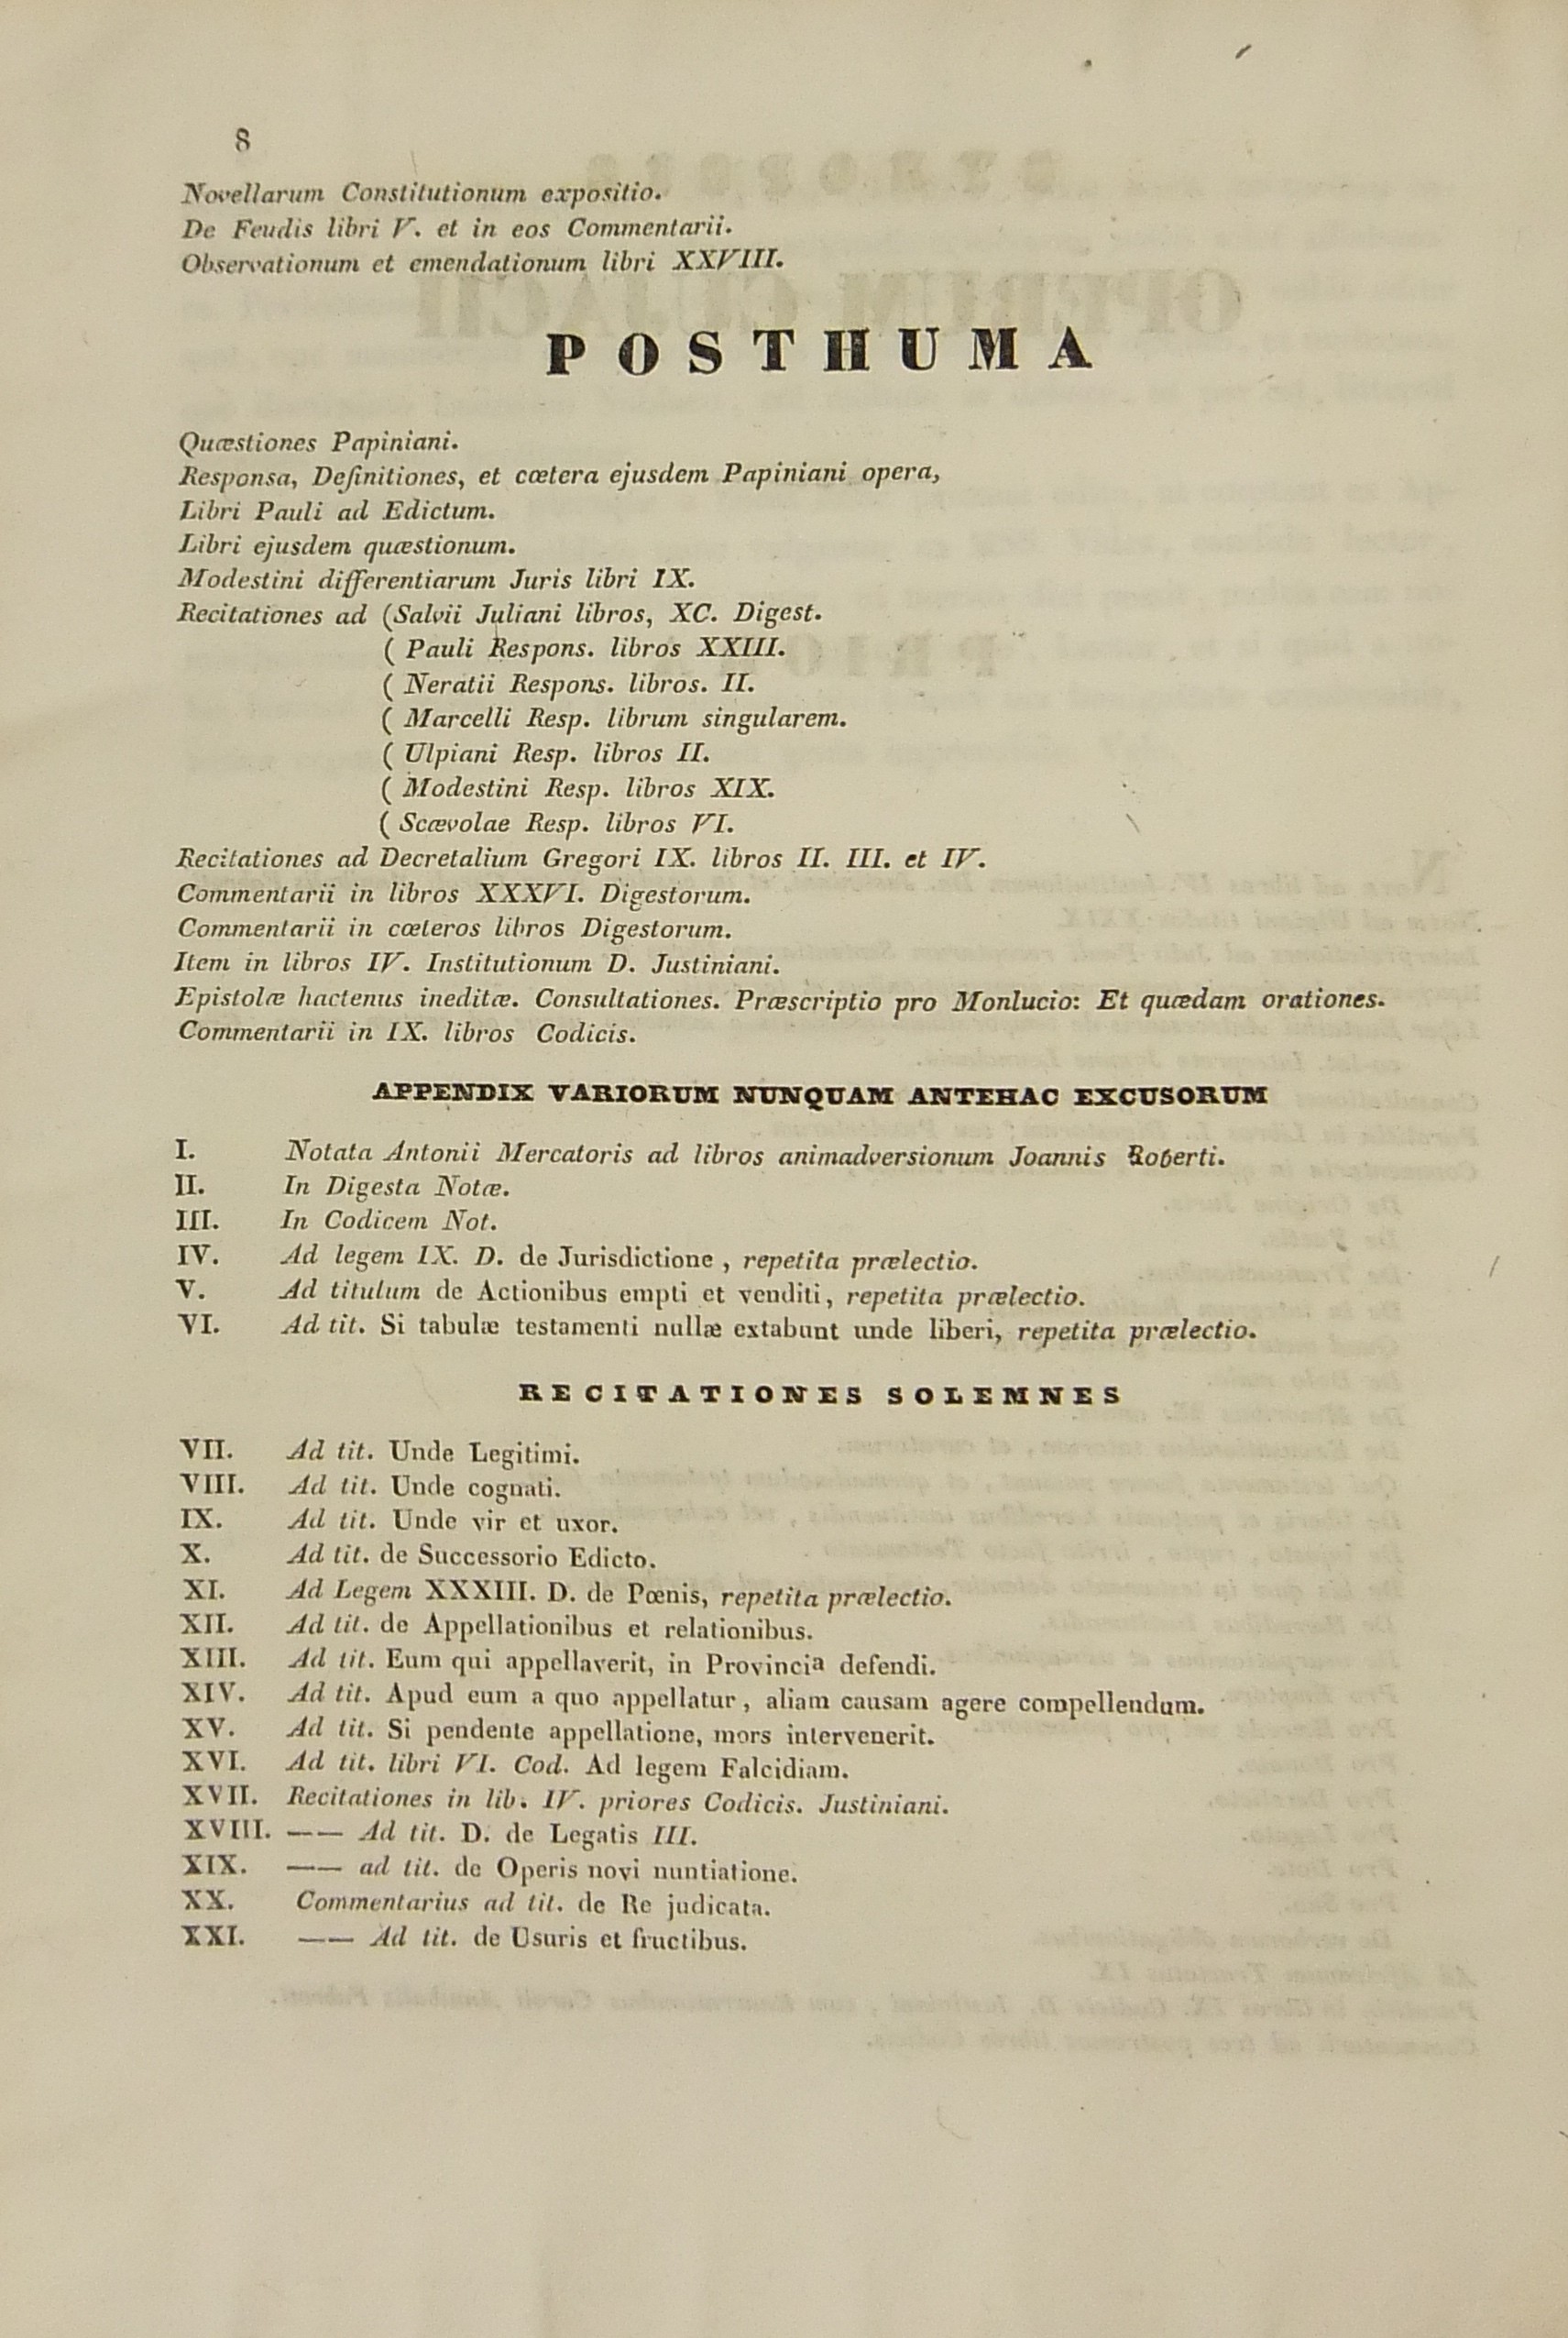 8
Novellarum Constitutionum expositio.
De Feudis libri V. et in eos Commentarii.
Observationum et emendationum libri XXVIII.
POSTHUMA
Quæstiones Papiniani.
Responsa, Definitiones, et cœtera ejusdem Papiniani opera,
Libri Pauli ad Edictum.
Libri ejusdem quæstionum.
Modestini differentiarum Juris libri IX.
Recitationes ad (Salvii Juliani libros, XC. Digest.
( Pauli Respons. libros XXIII.
( Neratii Respons. libros. II.
( Marcelli Resp. librum singularem.
( Ulpiani Resp. libros II.
( Modestini Resp. libros XIX.
( Scævolae Resp. libros VI.
Recitationes ad Decretalium Gregori IX. libros II. III. et IV.
Commentarii in libros XXXVI. Digestorum.
Commentarii in cœteros libros Digestorum.
Item in libros IV. Institutionum D. Justiniani.
Epistolæ hactenus ineditæ. Consultationes. Præscriptio pro Monlucio: Et quædam orationes.
Commentarii in IX. libros Codicis.
APPENDIX VARIORUM NUNQUAM ANTEHAC EXCUSORUM
I. Notata Antonii Mercatoris ad libros animadversionum Joannis Roberti.
II. In Digesta Notæ.
III. In Codicem Not.
IV. Ad legem IX. D. de Jurisdictione , repetita prælectio.
V. Ad titulum de Actionibus empti et venditi, repetita prælectio.
VI. Ad tit. Si tabulæ testamenti nullæ extabunt unde liberi, repetita prælectio.
RECITATIONES SOLEMNES
VII. Ad tit. Unde Legitimi.
VIII. Ad tit. Unde cognati.
IX. Ad tit. Unde vir et uxor.
X. Ad tit. de Successorio Edicto.
XI. Ad Legem XXXIII. D. de Pœnis, repetita prælectio.
XII. Ad tit. de Appellationibus et relationibus.
XIII. Ad tit. Eum qui appellaverit, in Provincia defendi.
XIV. Ad tit. Apud eum a quo appellatur , aliam causam agere compellendum.
XV. Ad tit. Si pendente appellatione, mors intervenerit.
XVI. Ad tit. libri VI. Cod. Ad legem Falcidiam.
XVII. Recitationes in lib. IV. priores Codicis. Justiniani.
XVIII. —— Ad tit. D. de Legatis III.
XIX. —— ad tit. de Operis novi nuntiatione.
XX. Commentarius ad tit. de Re judicata.
XXI. —— Ad tit. de Usuris et fructibus.